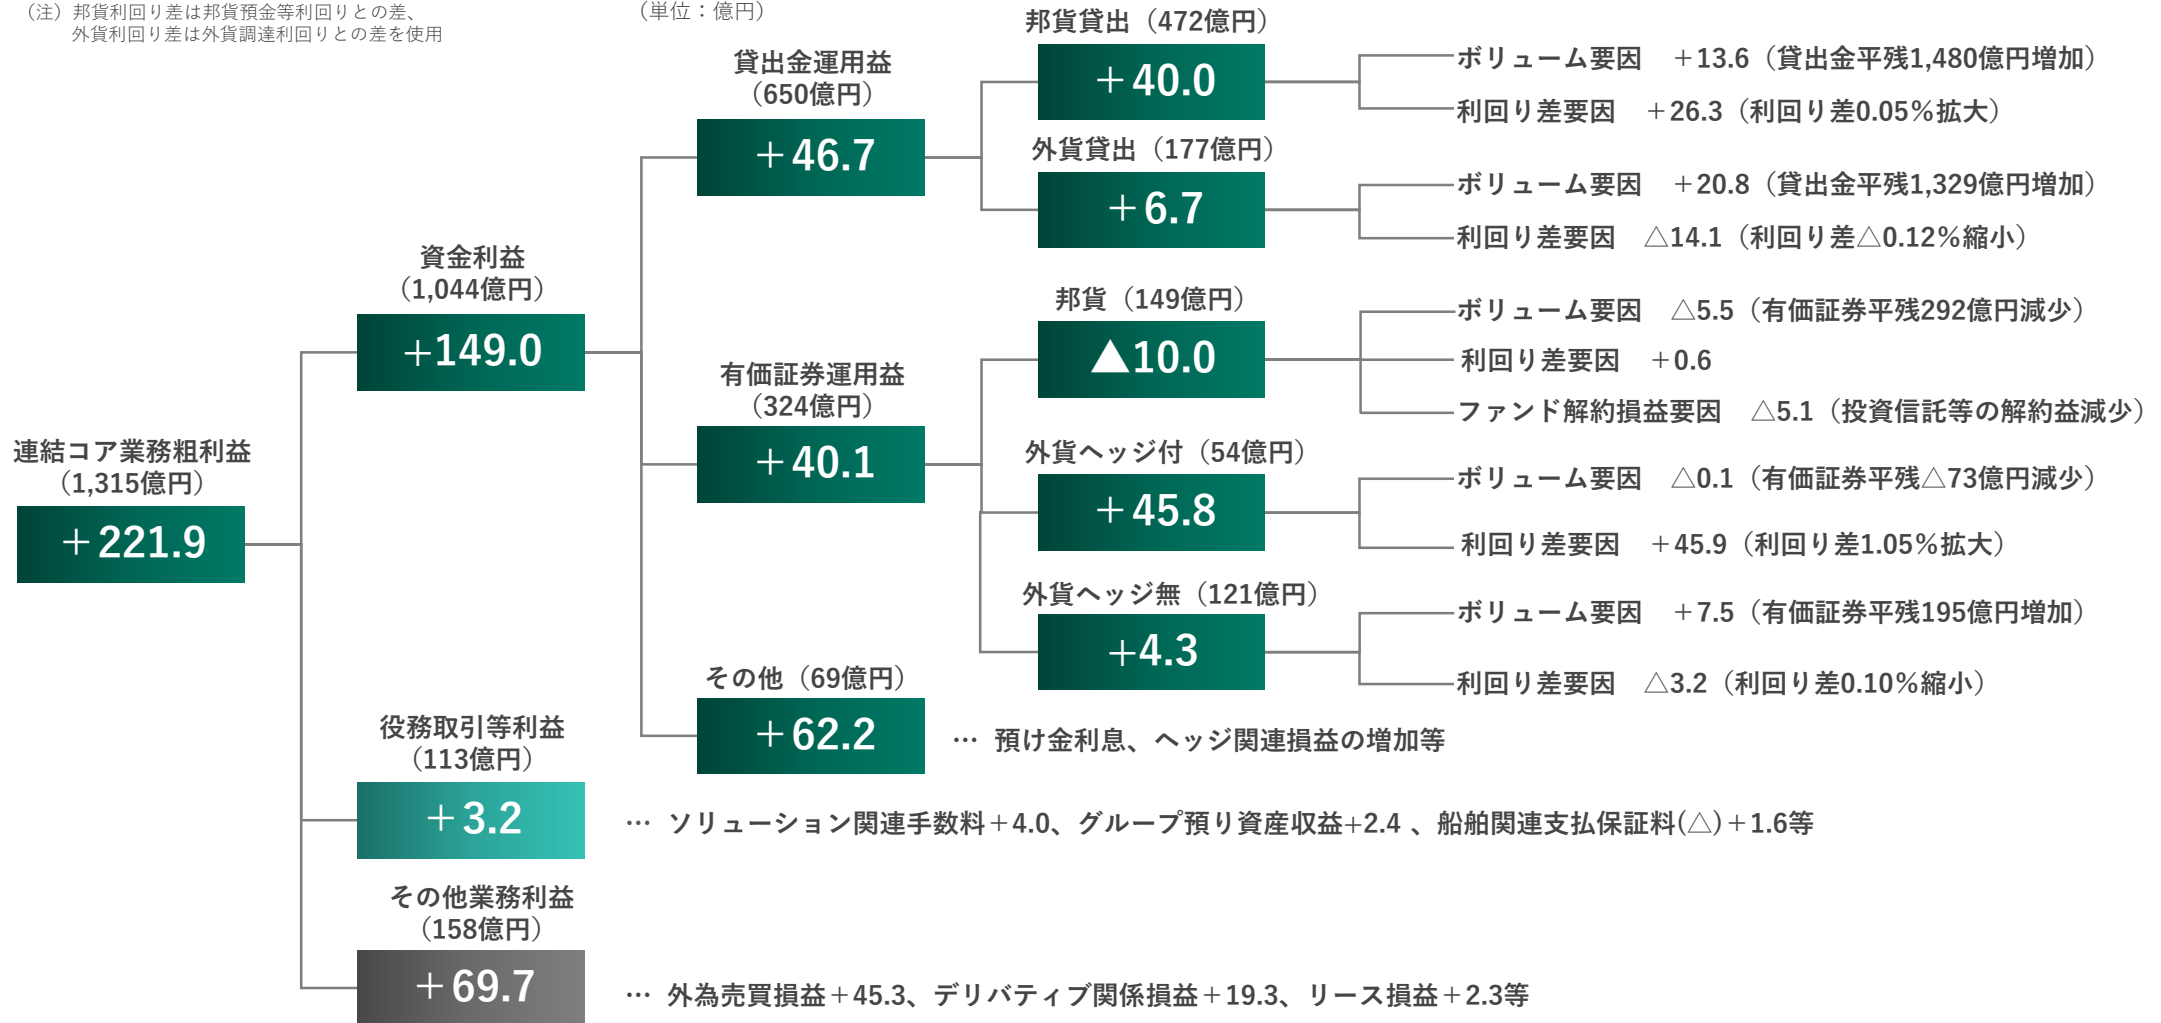 （注）邦貨利回り差は邦貨預金等利回りとの差、
外貨利回り差は外貨調達利回りとの差を使用
（単位：億円）
連結コア業務粗利益
（1,315億円）
＋221.9
資金利益
（1,044億円）
＋149.0
貸出金運用益
（650億円）
＋46.7
邦貨貸出（472億円）
＋40.0
ボリューム要因　＋13.6（貸出金平残1,480億円増加）
利回り差要因　＋26.3（利回り差0.05％拡大）
外貨貸出（177億円）
＋6.7
ボリューム要因　＋20.8（貸出金平残1,329億円増加）
利回り差要因　△14.1（利回り差△0.12％縮小）
有価証券運用益
（324億円）
＋40.1
邦貨（149億円）
▲10.0
ボリューム要因　△5.5（有価証券平残292億円減少）
利回り差要因　＋0.6
ファンド解約損益要因　△5.1（投資信託等の解約益減少）
外貨ヘッジ付（54億円）
＋45.8
ボリューム要因　△0.1（有価証券平残△73億円減少）
利回り差要因　＋45.9（利回り差1.05％拡大）
外貨ヘッジ無（121億円）
＋4.3
ボリューム要因　＋7.5（有価証券平残195億円増加）
利回り差要因　△3.2（利回り差0.10％縮小）
その他（69億円）
＋62.2
… 預け金利息、ヘッジ関連損益の増加等
役務取引等利益
（113億円）
＋3.2
… ソリューション関連手数料＋4.0、グループ預り資産収益+2.4 、船舶関連支払保証料(△)＋1.6等
その他業務利益
（158億円）
＋69.7
… 外為売買損益＋45.3、デリバティブ関係損益＋19.3、リース損益＋2.3等